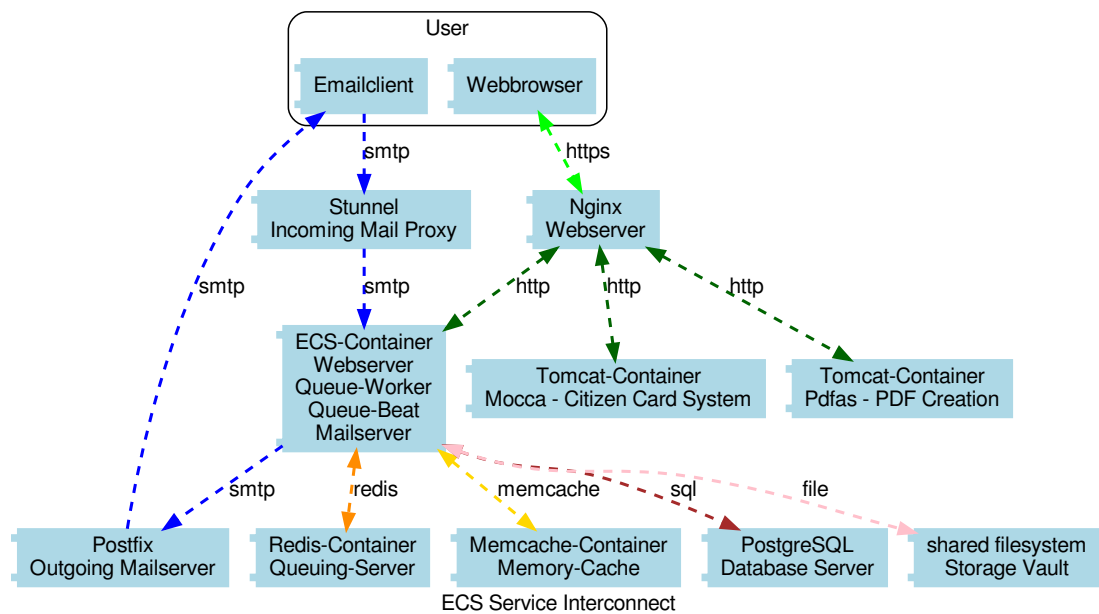 User
Emailclient
Webbrowser
smtp
https
Stunnel
Incoming Mail Proxy
Nginx
Webserver
smtp
smtp
http
http
http
ECS-Container
Webserver
Queue-Worker
Queue-Beat
Mailserver
Tomcat-Container
Mocca - Citizen Card System
Tomcat-Container
Pdfas - PDF Creation
smtp
redis
memcache
sql
file
Postfix
Outgoing Mailserver
Redis-Container
Queuing-Server
Memcache-Container
Memory-Cache
PostgreSQL
Database Server
shared filesystem
Storage Vault
ECS Service Interconnect